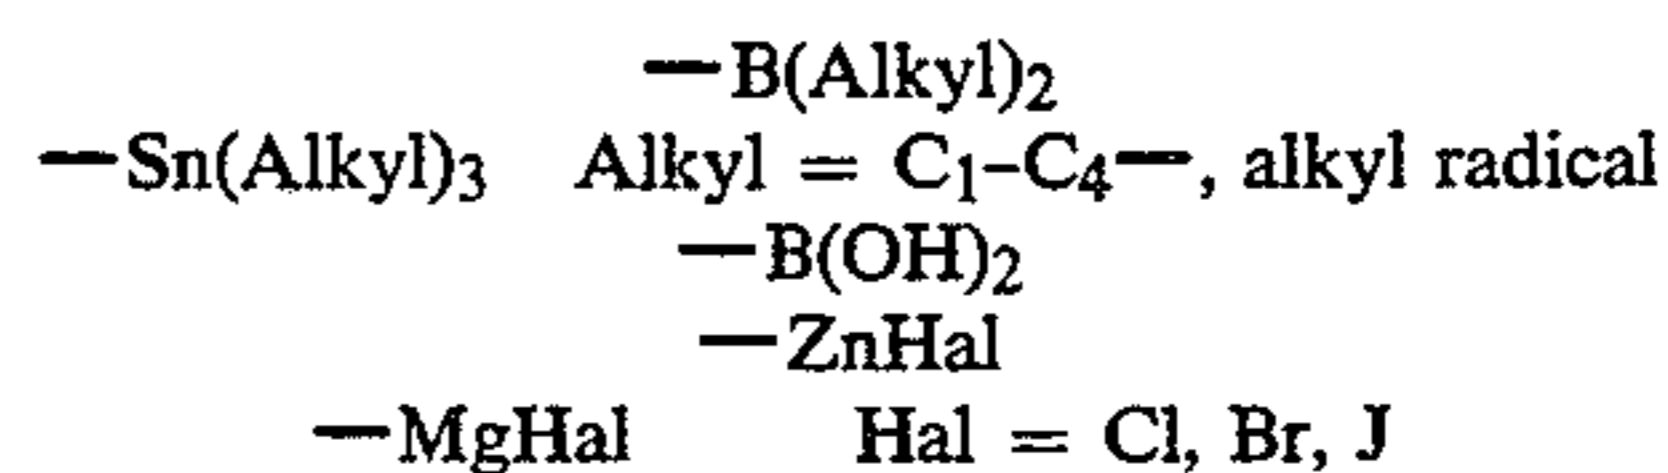 —B(Alkyl)₂
—Sn(Alkyl)₃ Alkyl = C₁–C₄—, alkyl radical
—B(OH)₂
—ZnHal
—MgHal Hal = Cl, Br, J